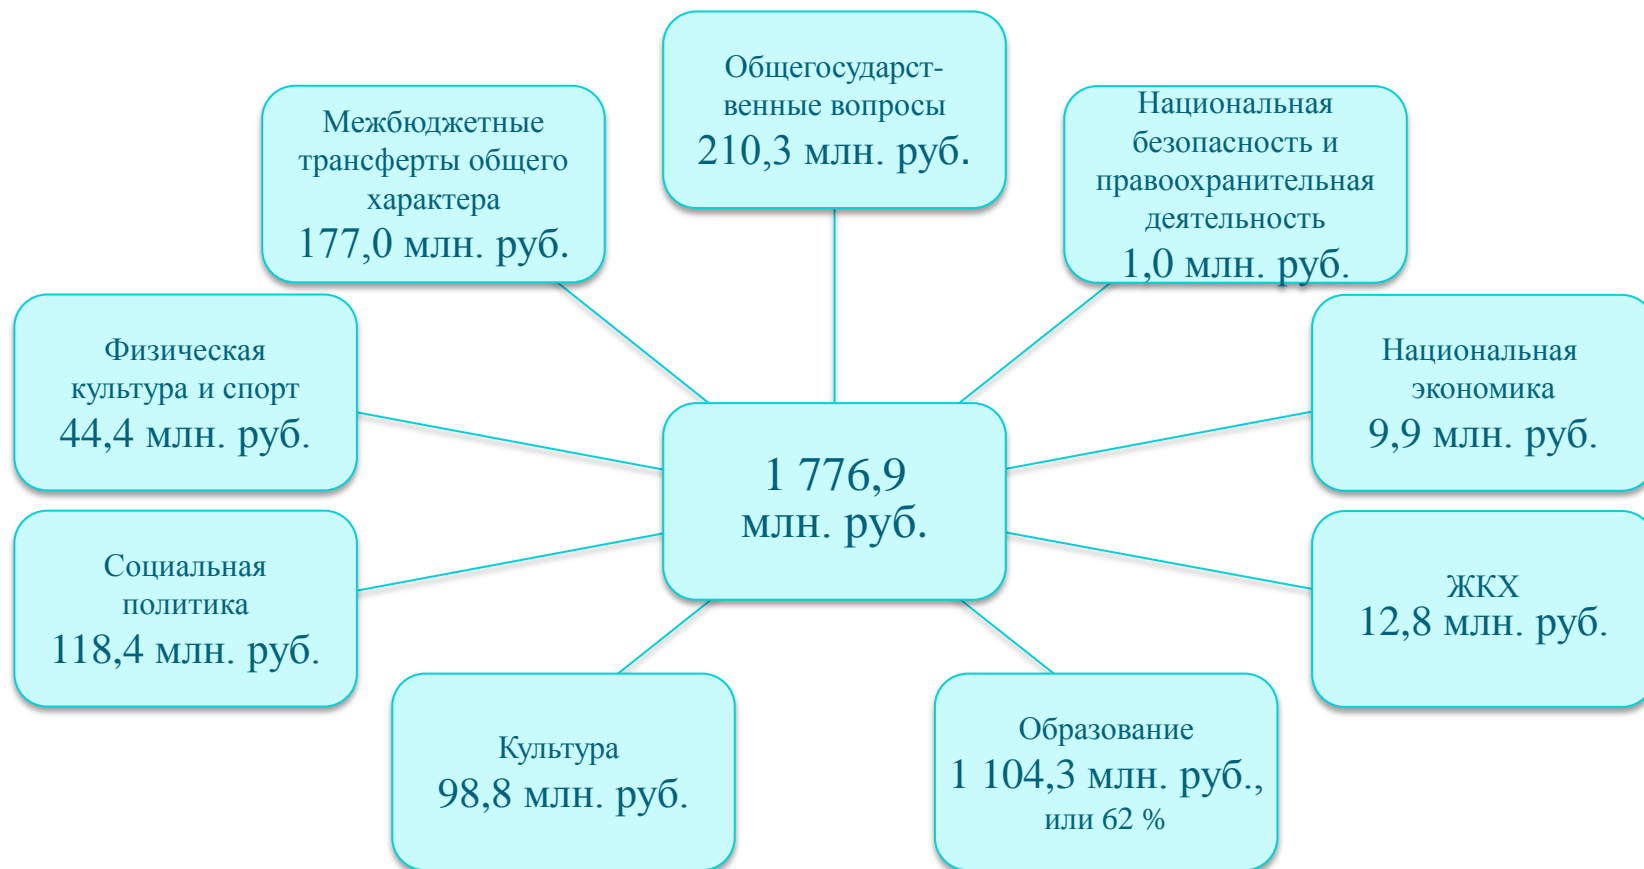 Общегосударст-
венные вопросы
210,3 млн. руб.
Национальная
безопасность и
правоохранительная
деятельность
1,0 млн. руб.
Национальная
экономика
9,9 млн. руб.
ЖКХ
12,8 млн. руб.
Образование
1 104,3 млн. руб.,
или 62 %
Культура
98,8 млн. руб.
Социальная
политика
118,4 млн. руб.
Физическая
культура и спорт
44,4 млн. руб.
Межбюджетные
трансферты общего
характера
177,0 млн. руб.
1 776,9
млн. руб.